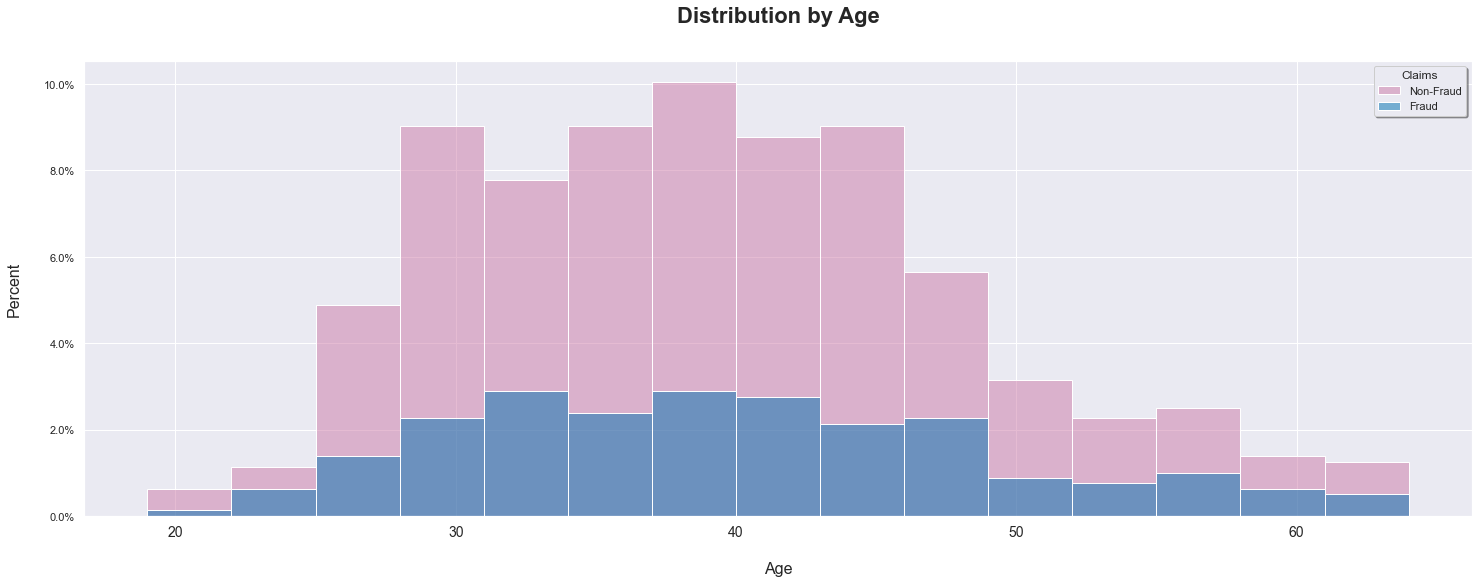 Distribution by Age
Claims
Non-Fraud
Fraud
10.0%
8.0%
6.0%
4.0%
2.0%
0.0%
Percent
20 30 40 50 60
Age